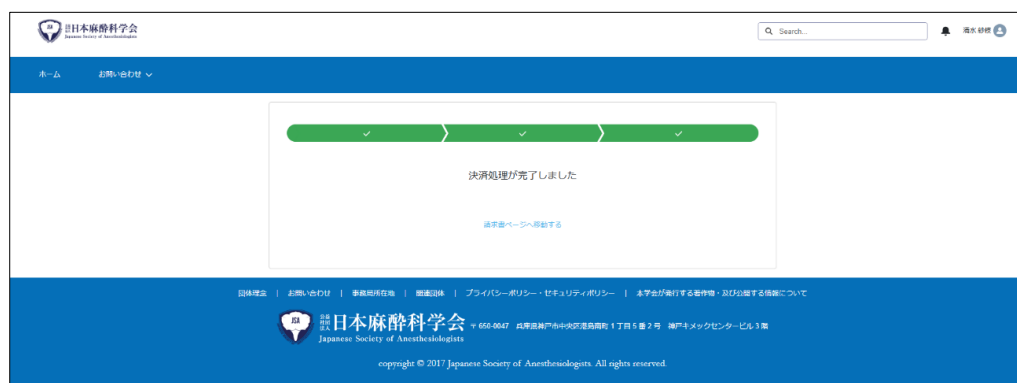 日本麻酔科学会
Japanese Society of Anesthesiologists
Search...
ホーム
お問い合わせ
決済処理が完了しました
請求書ページへ移動する
団体理念 | お問い合わせ | 事務局所在地 | 関連団体 | プライバシーポリシー・セキュリティポリシー | 本学会が発行する著作物・及び公開する情報について
JSA
公益社団法人 日本麻酔科学会 〒650-0047 兵庫県神戸市中央区港島南町1丁目5番2号 神戸キメックセンタービル3階
Japanese Society of Anesthesiologists
copyright © 2017 Japanese Society of Anesthesiologists. All rights reserved.